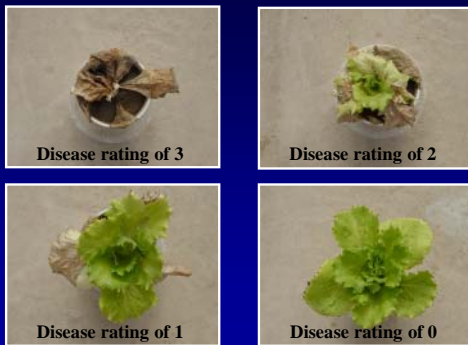 Disease rating of 3
Disease rating of 2
Disease rating of 1
Disease rating of 0